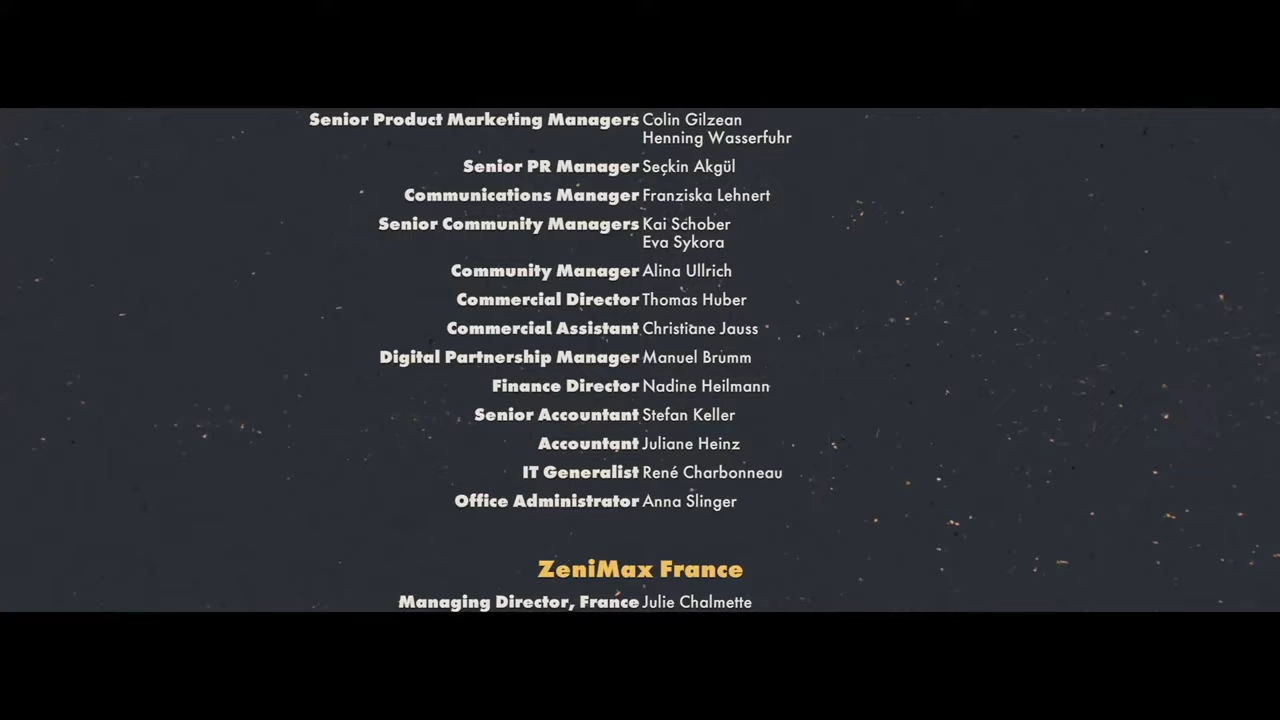 Senior Product Marketing Managers Colin Gilzean
Henning Wasserfuhr
Senior PR Manager Seçkin Akgül
Communications Manager Franziska Lehnert
Senior Community Managers Kai Schober
Eva Sykora
Community Manager Alina Ullrich
Commercial Director Thomas Huber
Commercial Assistant Christiane Jauss
Digital Partnership Manager Manuel Brumm
Finance Director Nadine Heilmann
Senior Accountant Stefan Keller
Accountant Juliane Heinz
IT Generalist René Charbonneau
Office Administrator Anna Slinger
ZeniMax France
Managing Director, France Julie Chalmette